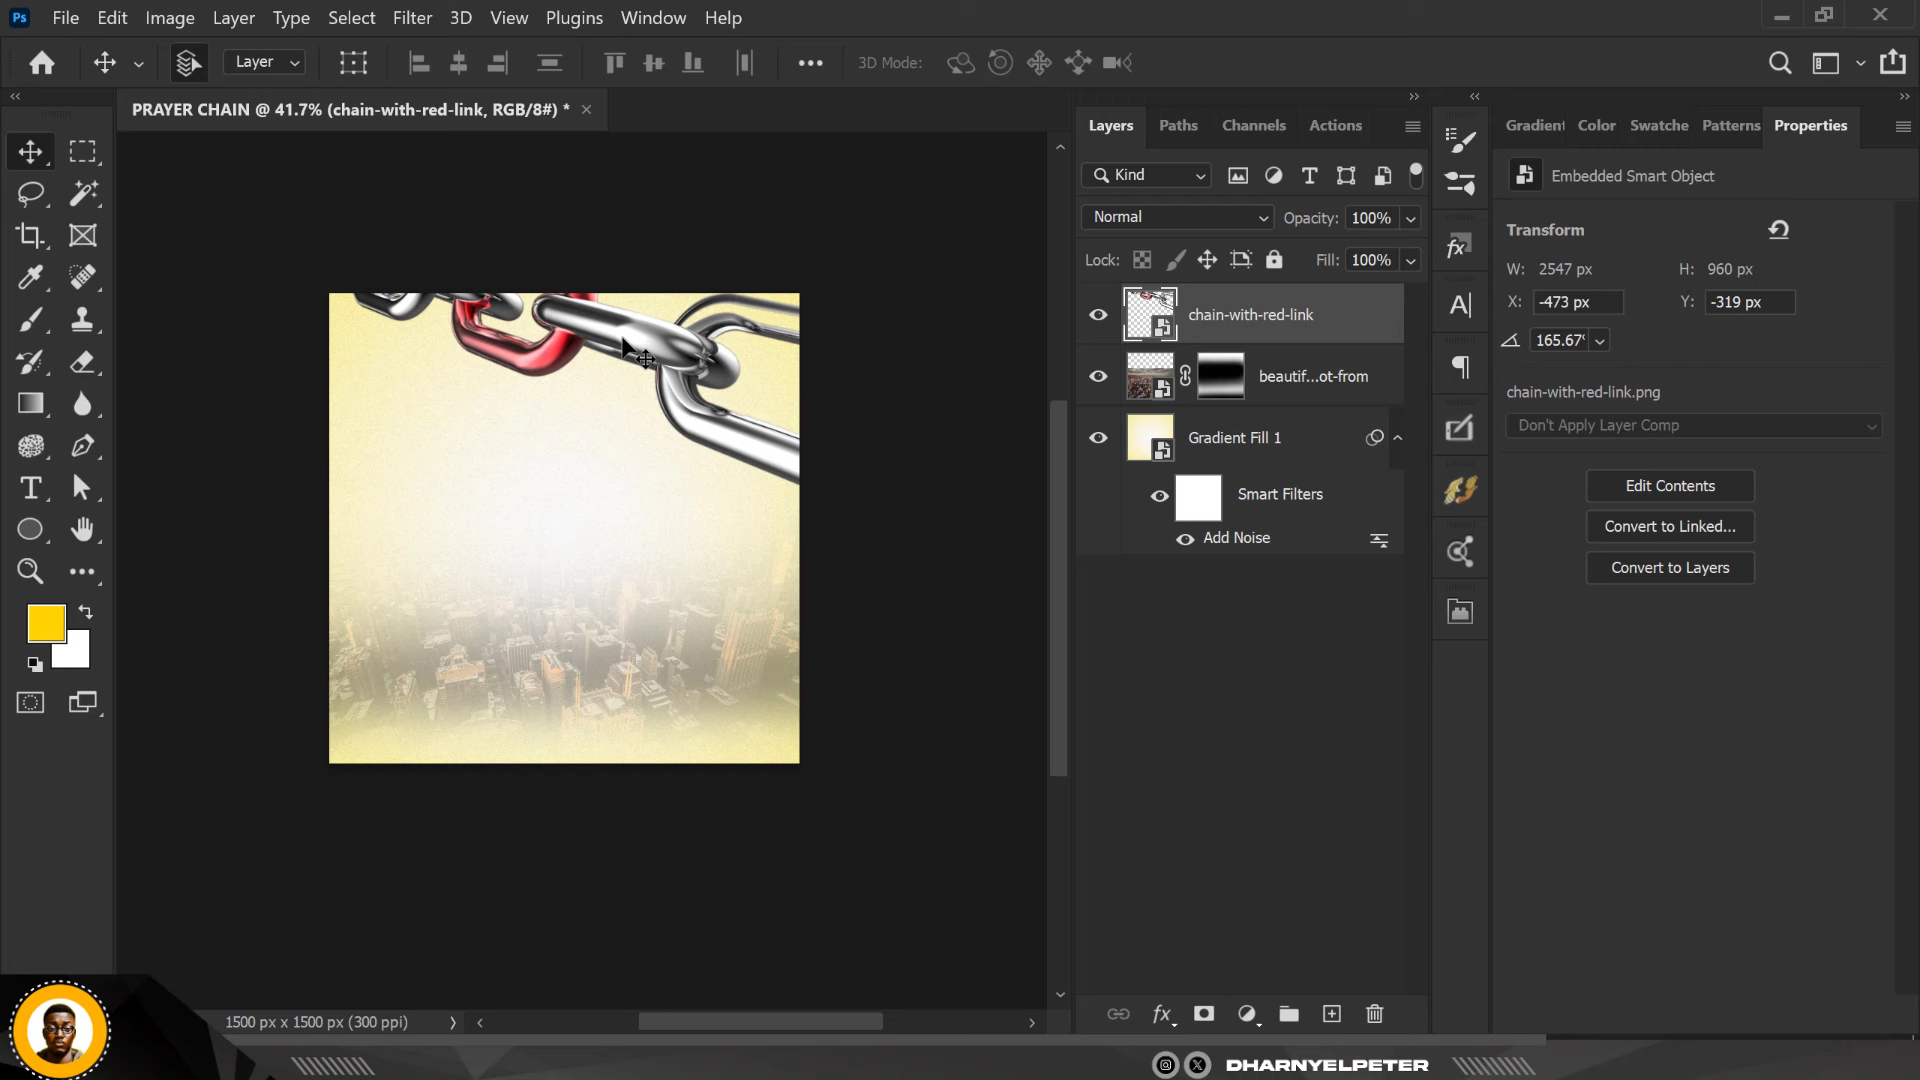 Ps File Edit Image Layer Type Select Filter 3D View Plugins Window Help
Layer 3D Mode:
PRAYER CHAIN @ 41.7% (chain-with-red-link, RGB/8#) *
Layers Paths Channels Actions
Kind
Normal Opacity: 100%
Lock: Fill: 100%
chain-with-red-link
beautif...ot-from
Gradient Fill 1
Smart Filters
Add Noise
Gradient Color Swatche Patterns Properties
Embedded Smart Object
Transform
W: 2547 px H: 960 px
X: -473 px Y: -319 px
165.67°
chain-with-red-link.png
Don't Apply Layer Comp
Edit Contents
Convert to Linked...
Convert to Layers
1500 px x 1500 px (300 ppi)
DHARNYELPETER